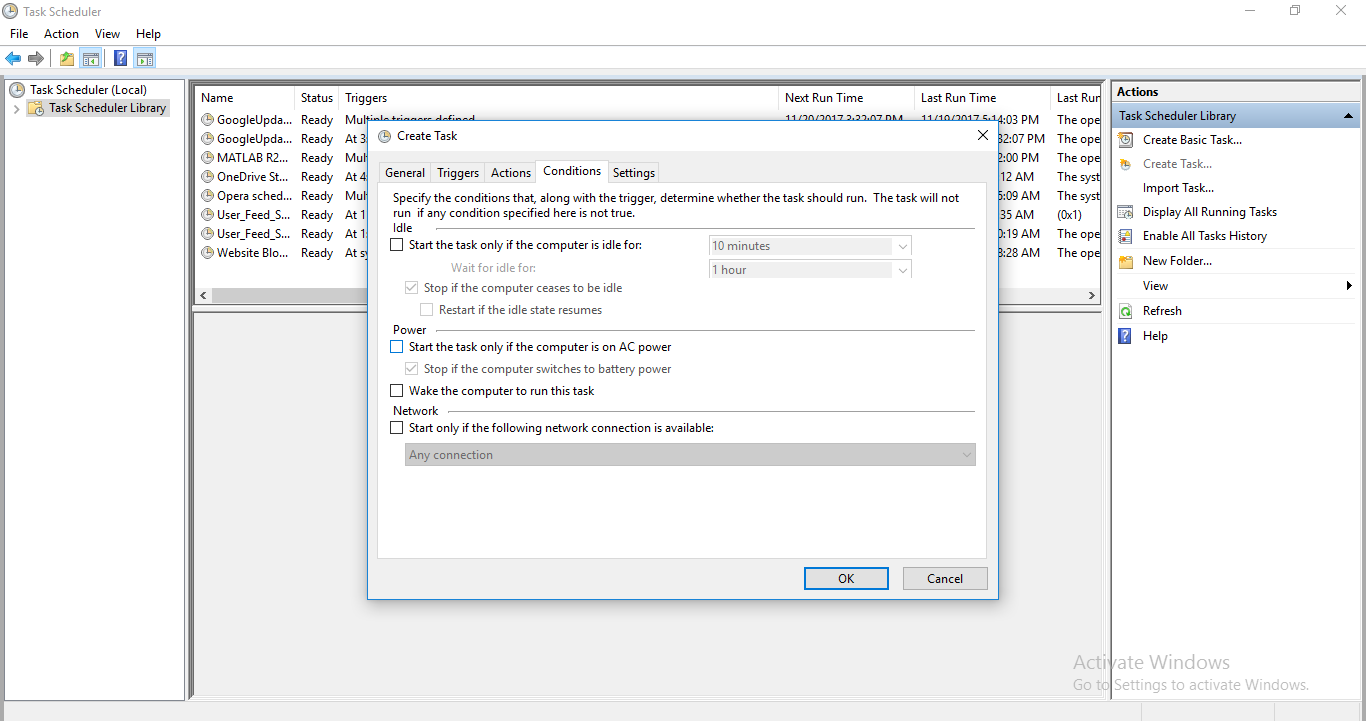 Task Scheduler
File Action View Help
Task Scheduler (Local)
Task Scheduler Library
Name Status Triggers Next Run Time Last Run Time Last Run
GoogleUpda... Ready Multiple triggers defined 11/20/2017 3:32:07 PM 11/19/2017 5:14:03 PM The ope
GoogleUpda... Ready At 3: 32:07 PM The ope
MATLAB R2... Ready Mul :00 PM The ope
OneDrive St... Ready At 4 12 AM The syst
Opera sched... Ready Mul 5:09 AM The syst
User_Feed_S... Ready At 1 35 AM (0x1)
User_Feed_S... Ready At 1: 0:19 AM The ope
Website Blo... Ready At sy 3:28 AM The ope
Create Task
General Triggers Actions Conditions Settings
Specify the conditions that, along with the trigger, determine whether the task should run. The task will not
run if any condition specified here is not true.
Idle
Start the task only if the computer is idle for: 10 minutes
Wait for idle for: 1 hour
Stop if the computer ceases to be idle
Restart if the idle state resumes
Power
Start the task only if the computer is on AC power
Stop if the computer switches to battery power
Wake the computer to run this task
Network
Start only if the following network connection is available:
Any connection
OK Cancel
Actions
Task Scheduler Library
Create Basic Task...
Create Task...
Import Task...
Display All Running Tasks
Enable All Tasks History
New Folder...
View
Refresh
Help
Activate Windows
Go to Settings to activate Windows.